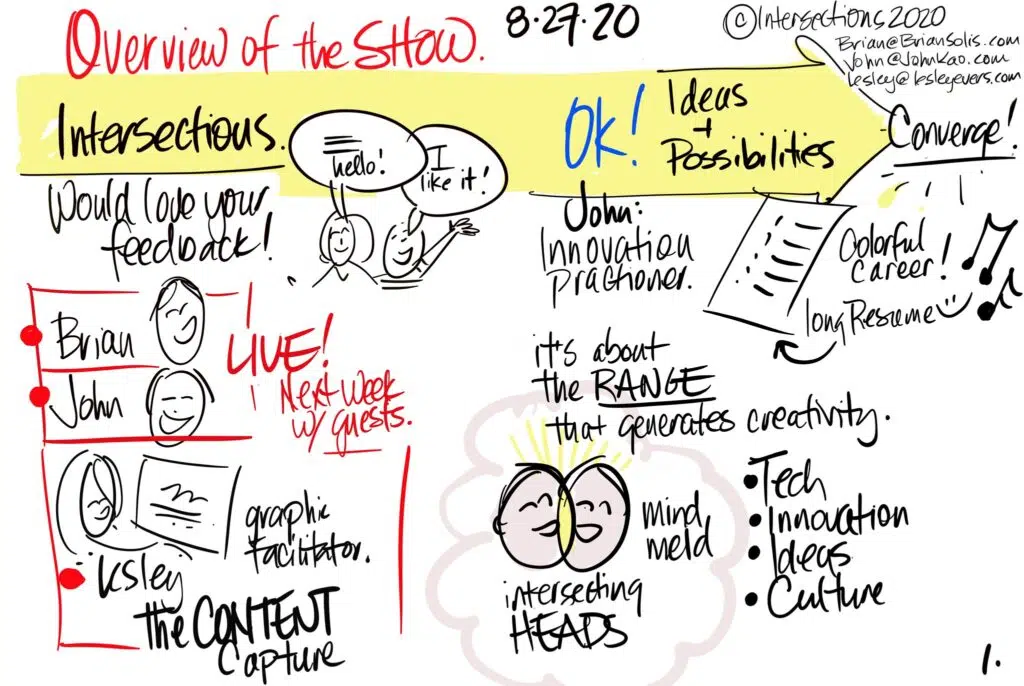 Overview of the SHOW.
8.27.20
© Intersections 2020
Brian@BrianSolis.com
John@JohnKao.com
lesley@lesleyevers.com
Intersections.
hello!
I
like it!
OK!
Ideas
+
Possibilities
Converge!
Would love your
feedback!
John:
Innovation
practioner.
Colorful
career!
long Resume
Brian
John
LIVE!
Next week
w/ guests.
it's about
the RANGE
that generates creativity.
graphic
facilitator.
lesley
the CONTENT
Capture
mind
meld
intersecting
HEADS
• Tech
• Innovation
• Ideas
• Culture
1.